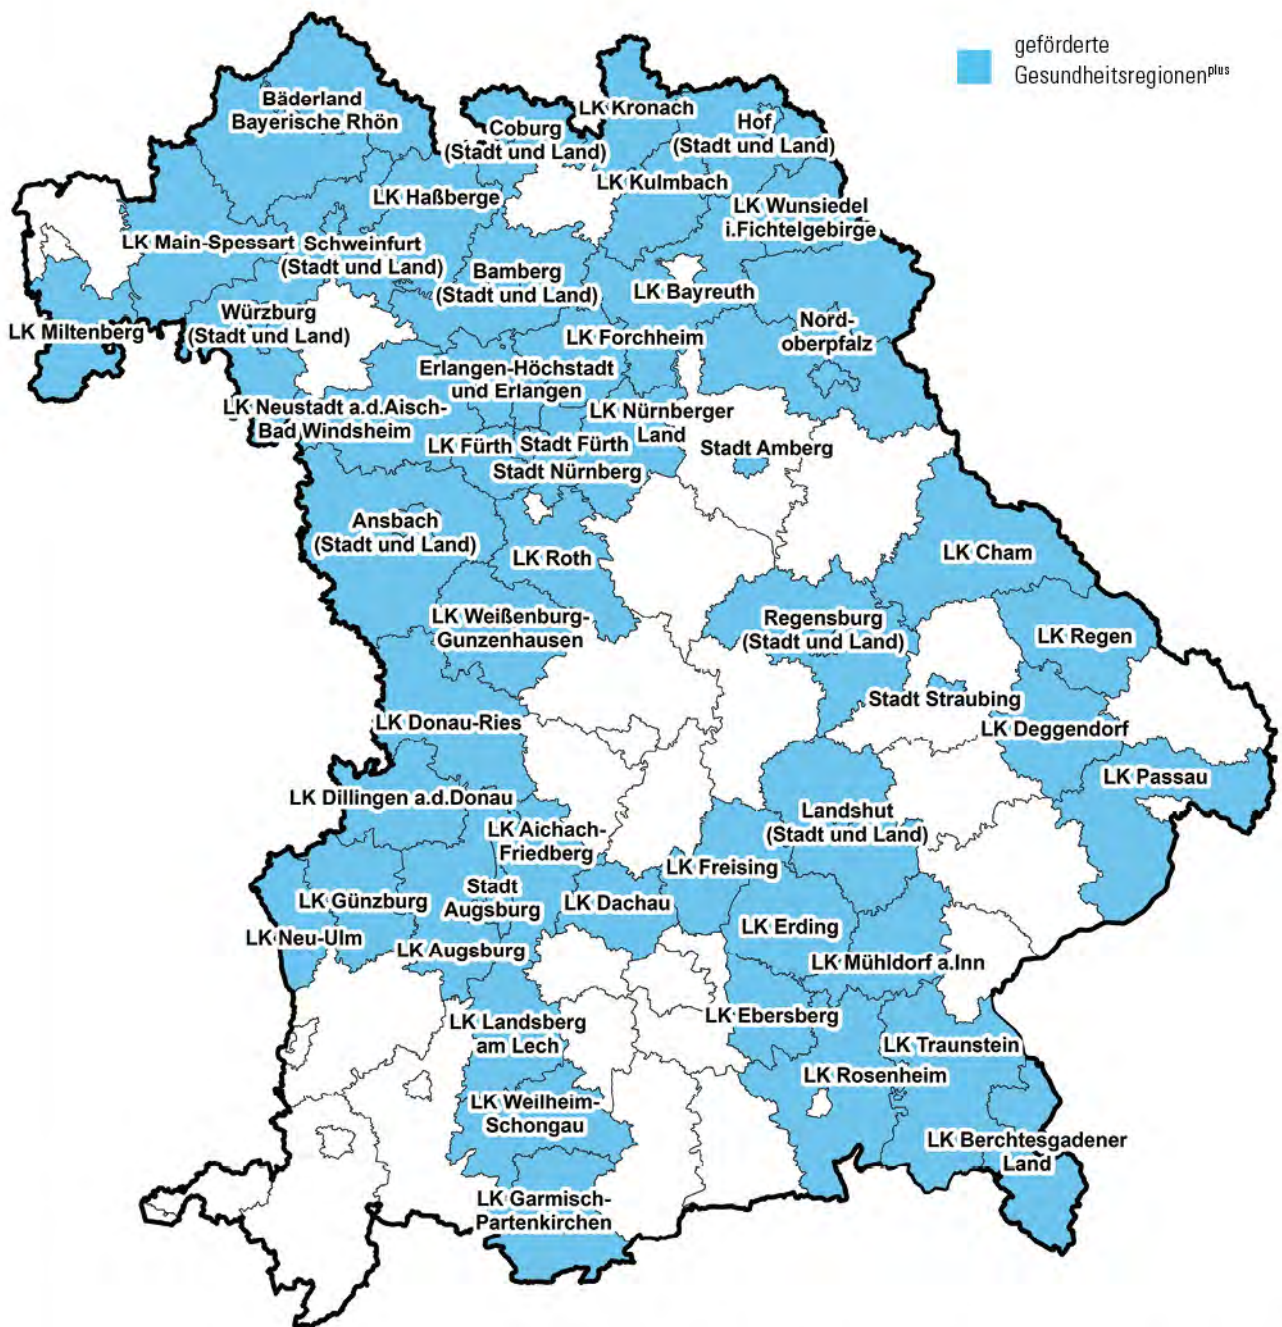 geförderte
Gesundheitsregionenplus
Bäderland
Bayerische Rhön
LK Kronach
Coburg
(Stadt und Land)
Hof
(Stadt und Land)
LK Haßberge
LK Kulmbach
LK Wunsiedel
i.Fichtelgebirge
LK Main-Spessart
Schweinfurt
(Stadt und Land)
Bamberg
(Stadt und Land)
LK Bayreuth
LK Miltenberg
Würzburg
(Stadt und Land)
LK Forchheim
Nord-
oberpfalz
Erlangen-Höchstadt
und Erlangen
LK Neustadt a.d.Aisch-
Bad Windsheim
LK Nürnberger
Land
LK Fürth
Stadt Fürth
Stadt Amberg
Stadt Nürnberg
Ansbach
(Stadt und Land)
LK Roth
LK Cham
LK Weißenburg-
Gunzenhausen
Regensburg
(Stadt und Land)
LK Regen
Stadt Straubing
LK Donau-Ries
LK Deggendorf
LK Passau
LK Dillingen a.d.Donau
LK Aichach-
Friedberg
Landshut
(Stadt und Land)
LK Freising
LK Günzburg
Stadt
Augsburg
LK Dachau
LK Erding
LK Neu-Ulm
LK Augsburg
LK Mühldorf a.Inn
LK Landsberg
am Lech
LK Ebersberg
LK Traunstein
LK Rosenheim
LK Weilheim-
Schongau
LK Berchtesgadener
Land
LK Garmisch-
Partenkirchen